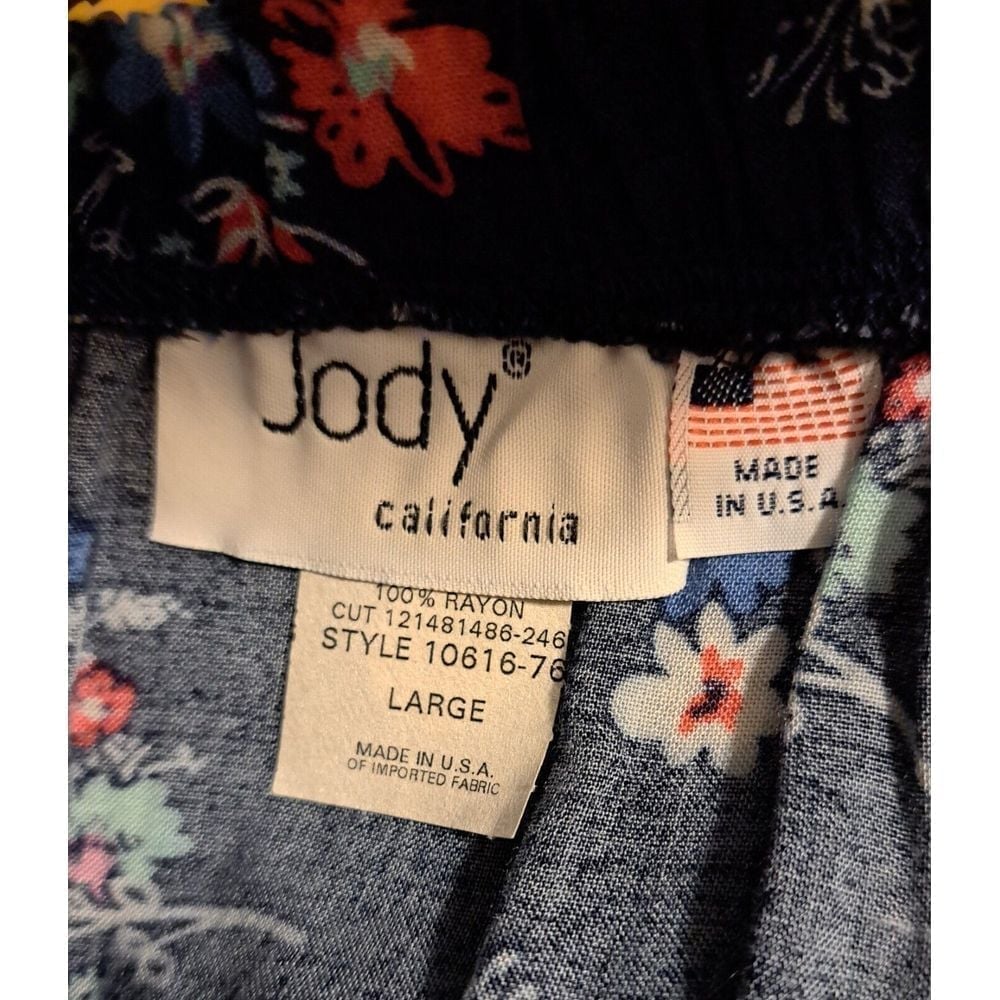 Jody®
california
MADE
IN U.S.A.
100% RAYON
CUT 121481486-246
STYLE 10616-76
LARGE
MADE IN U.S.A.
OF IMPORTED FABRIC